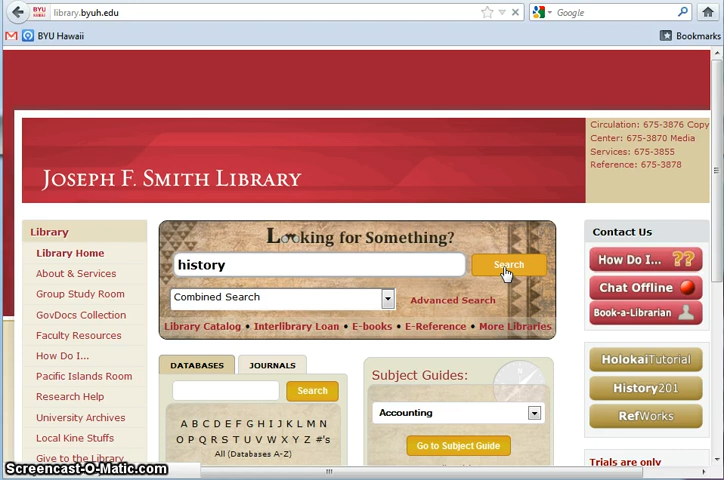 library.byuh.edu
Google
BYU Hawaii
Bookmarks
Circulation: 675-3876 Copy
Center: 675-3870 Media
Services: 675-3855
Reference: 675-3878
JOSEPH F. SMITH LIBRARY
Library
Library Home
About & Services
Group Study Room
GovDocs Collection
Faculty Resources
How Do I...
Pacific Islands Room
Research Help
University Archives
Local Kine Stuffs
Give to the Library
Looking for Something?
history
Search
Combined Search
Advanced Search
Library Catalog • Interlibrary Loan • E-books • E-Reference • More Libraries
DATABASES
JOURNALS
Search
A B C D E F G H I J K L M N
O P Q R S T U V W X Y Z #'s
All (Databases A-Z)
Subject Guides:
Accounting
Go to Subject Guide
Contact Us
How Do I... ??
Chat Offline
Book-a-Librarian
HolokaiTutorial
History201
RefWorks
Trials are only
Screencast-O-Matic.com